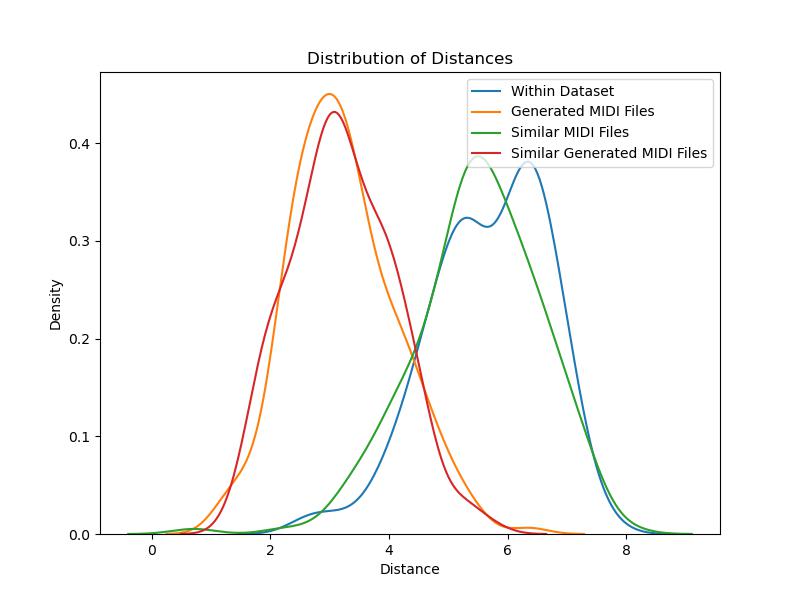 Distribution of Distances
Within Dataset
Generated MIDI Files
Similar MIDI Files
Similar Generated MIDI Files
Density
0.4
0.3
0.2
0.1
0.0
0 2 4 6 8
Distance